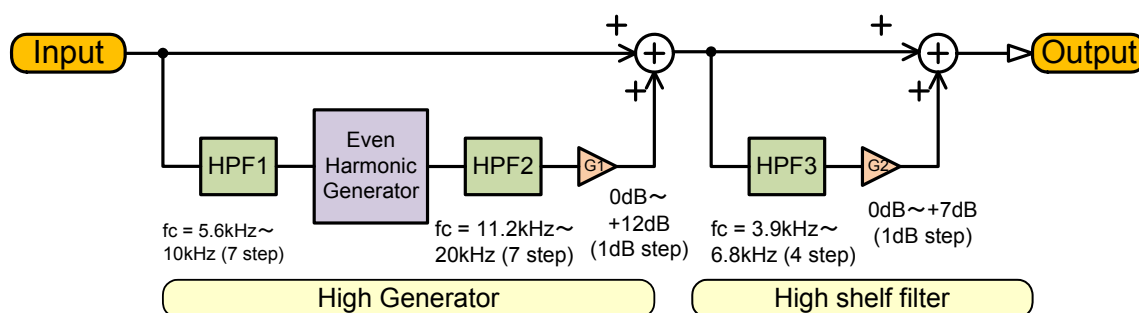 Input
+
+
+
+
+
+
Output
HPF1
Even
Harmonic
Generator
HPF2
G1
HPF3
G2
fc = 5.6kHz～
10kHz (7 step)
fc = 11.2kHz～
20kHz (7 step)
0dB～
+12dB
(1dB step)
fc = 3.9kHz～
6.8kHz (4 step)
0dB～+7dB
(1dB step)
High Generator
High shelf filter